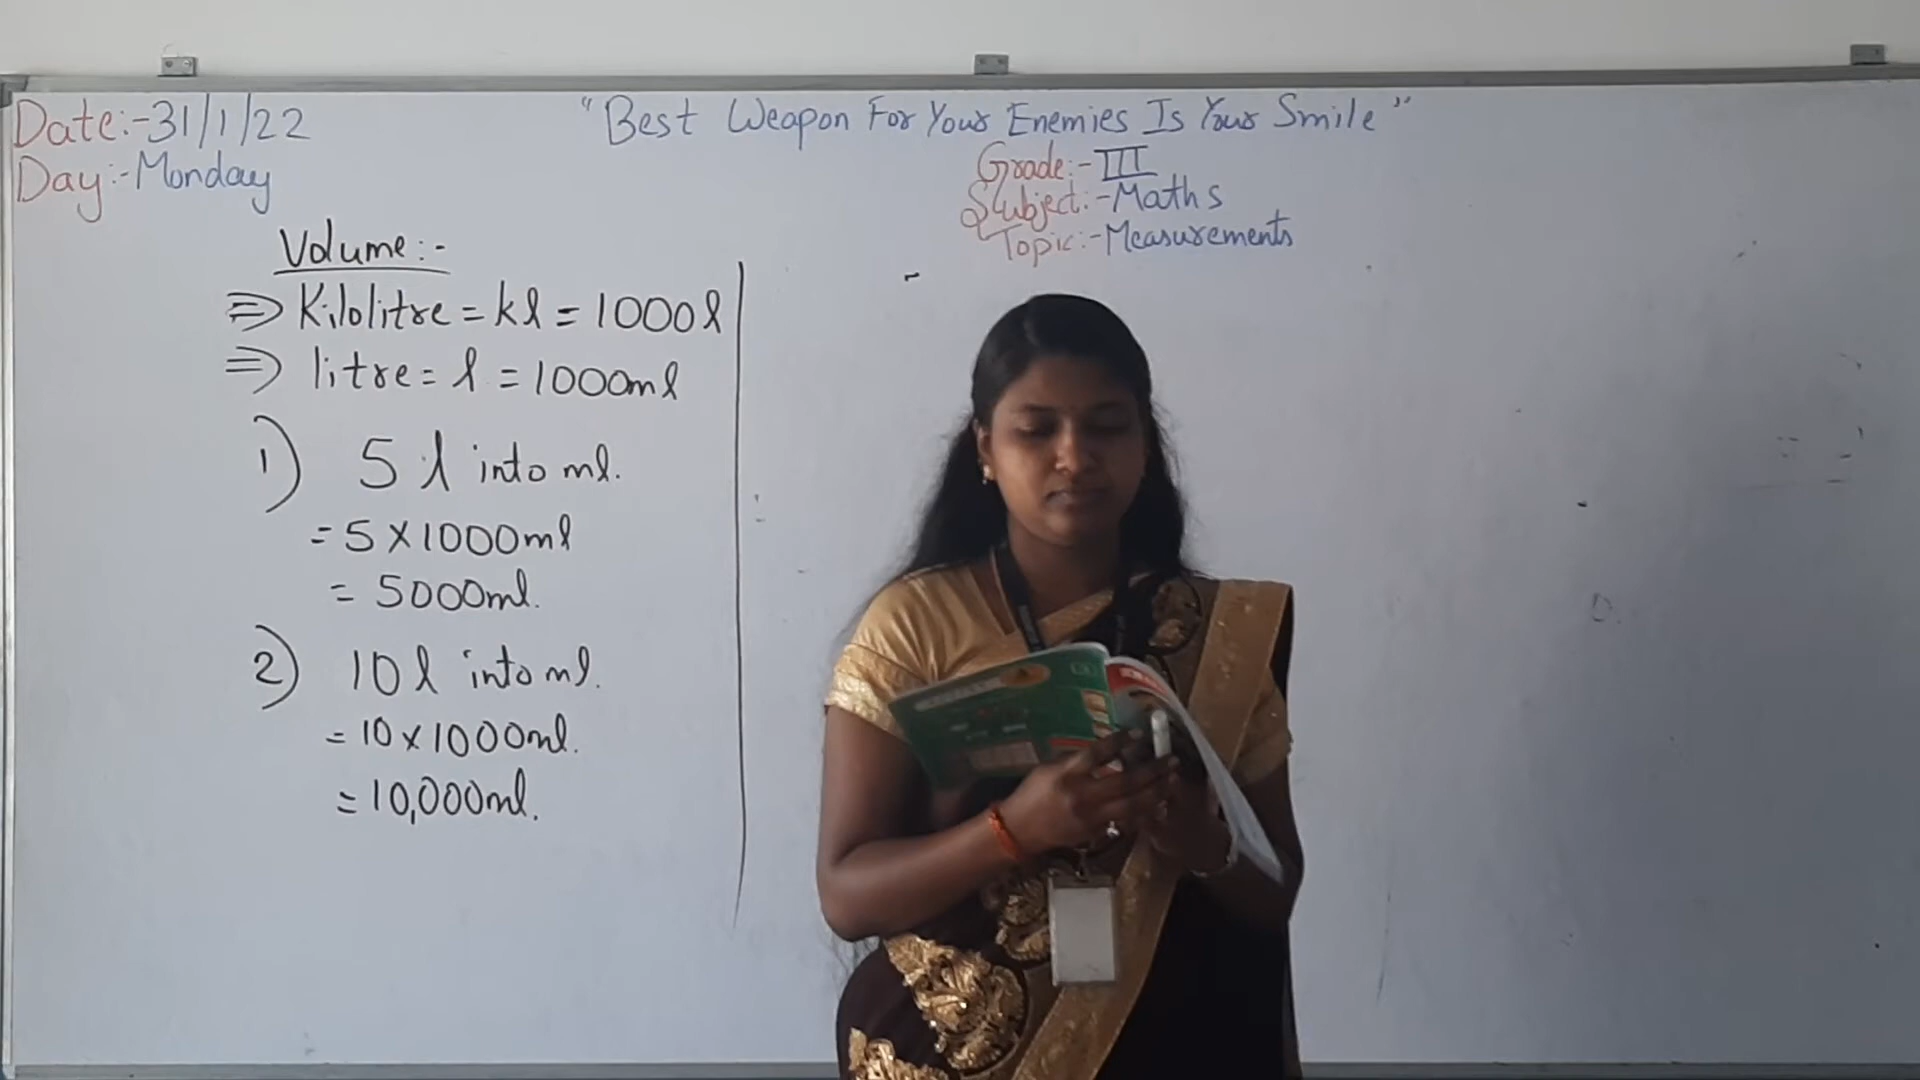 Date:-31/1/22
Day:-Monday
"Best Weapon For Your Enemies Is Your Smile"
Grade:-III
Subject:-Maths
Topic:-Measurements
Volume:-
⇒ Kilolitre = kl = 1000l
⇒ litre = l = 1000ml
1) 5 l into ml.
= 5 × 1000ml
= 5000ml.
2) 10 l into ml.
= 10 × 1000ml.
= 10,000ml.